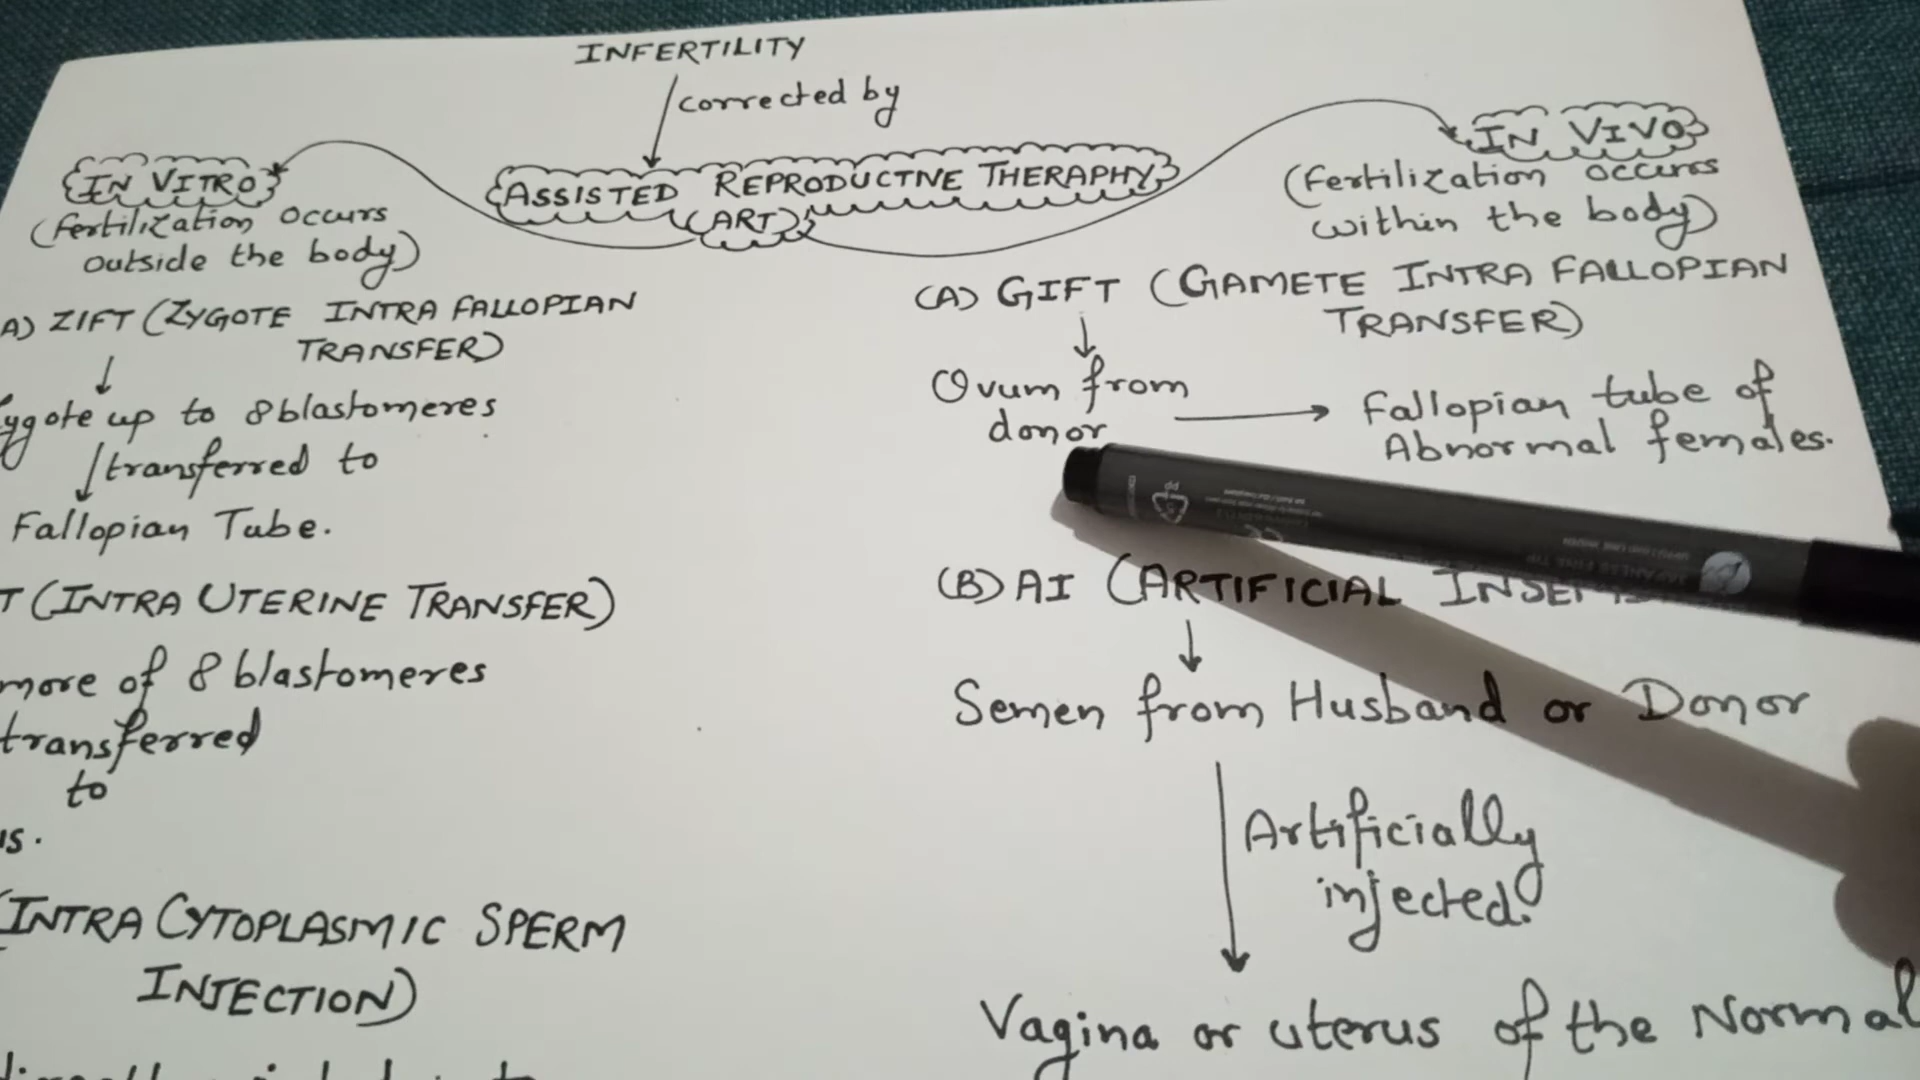 INFERTILITY
corrected by
ASSISTED REPRODUCTIVE THERAPHY
(ART)
IN VITRO
(fertilization occurs
outside the body)
A) ZIFT (ZYGOTE INTRA FALLOPIAN
TRANSFER)
up to 8 blastomeres
transferred to
Fallopian Tube.
T (INTRA UTERINE TRANSFER)
more of 8 blastomeres
transferred
to
(INTRA CYTOPLASMIC SPERM
INJECTION)
IN VIVO
(fertilization occurs
within the body)
(A) GIFT (GAMETE INTRA FALLOPIAN
TRANSFER)
Ovum from
donor
Fallopian tube of
Abnormal females.
(B) AI (ARTIFICIAL
Semen from Husband or Donor
Artificially
injected.
Vagina or uterus of the Normal